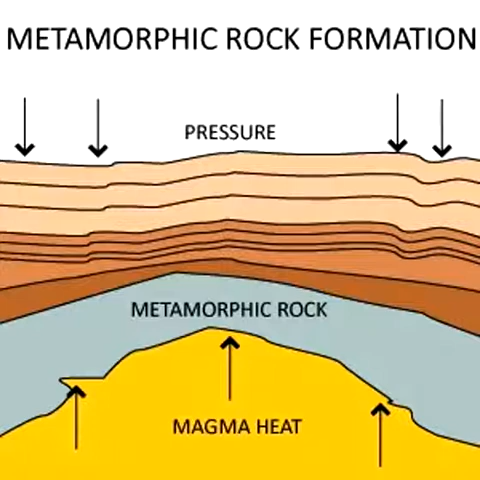 METAMORPHIC ROCK FORMATION
PRESSURE
METAMORPHIC ROCK
MAGMA HEAT